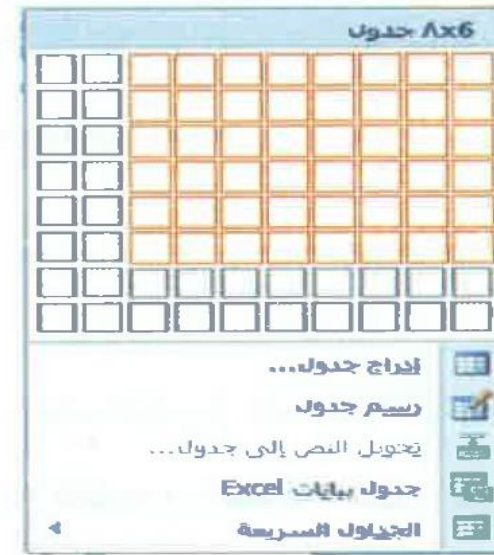 ٨x6 جدول
إدراج جدول...
رسم جدول
تحويل النص إلى جدول...
جدول بيانات Excel
الجداول السريعة